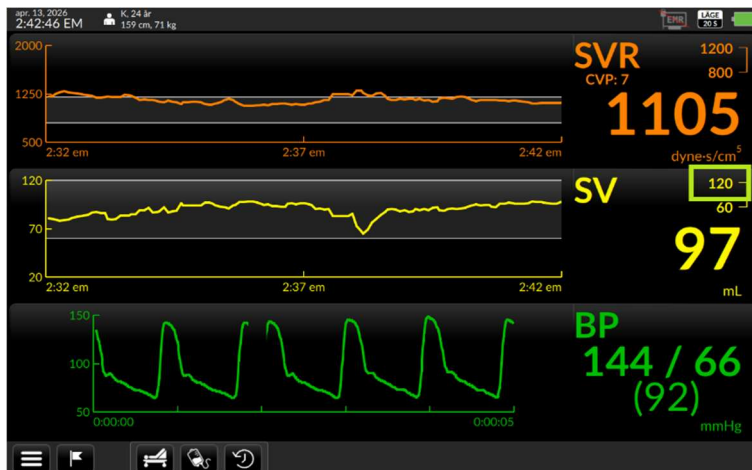 apr. 13, 2026
2:42:46 EM
K, 24 år
159 cm, 71 kg
EMR
LÄGE
20 S
2000
1250
500
2:32 em
2:37 em
2:42 em
SVR
CVP: 7
1200
800
1105
dyne-s/cm5
120
70
20
2:32 em
2:37 em
2:42 em
SV
120
60
97
mL
150
100
50
0:00:00
0:00:05
BP
144 / 66
(92)
mmHg